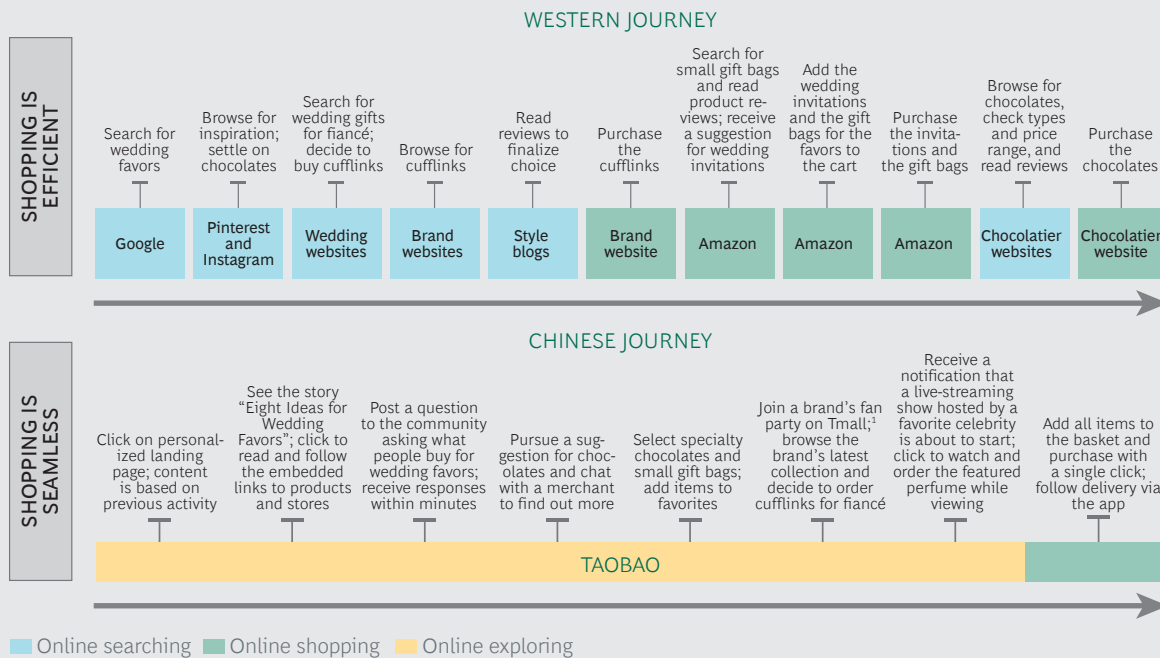 WESTERN JOURNEY
SHOPPING IS
EFFICIENT
Search for
wedding
favors
Browse for
inspiration;
settle on
chocolates
Search for
wedding gifts
for fiancé;
decide to
buy cufflinks
Browse for
cufflinks
Read
reviews to
finalize
choice
Purchase
the
cufflinks
Search for
small gift bags
and read
product re-
views; receive
a suggestion
for wedding
invitations
Add the
wedding
invitations
and the gift
bags for the
favors to
the cart
Purchase
the invita-
tions and
the gift bags
Browse for
chocolates,
check types
and price
range, and
read reviews
Purchase
the
chocolates
Google
Pinterest
and
Instagram
Wedding
websites
Brand
websites
Style
blogs
Brand
website
Amazon
Amazon
Amazon
Chocolatier
websites
Chocolatier
website
CHINESE JOURNEY
SHOPPING IS
SEAMLESS
Click on personal-
ized landing
page; content
is based on
previous activity
See the story
“Eight Ideas for
Wedding
Favors”; click to
read and follow
the embedded
links to products
and stores
Post a question
to the community
asking what
people buy for
wedding favors;
receive responses
within minutes
Pursue a sug-
gestion for choc-
olates and chat
with a merchant
to find out more
Select specialty
chocolates and
small gift bags;
add items to
favorites
Join a brand’s fan
party on Tmall;¹
browse the
brand’s latest
collection and
decide to order
cufflinks for fiancé
Receive a
notification that
a live-streaming
show hosted by a
favorite celebrity
is about to start;
click to watch and
order the featured
perfume while
viewing
Add all items to
the basket and
purchase with
a single click;
follow delivery via
the app
TAOBAO
Online searching
Online shopping
Online exploring